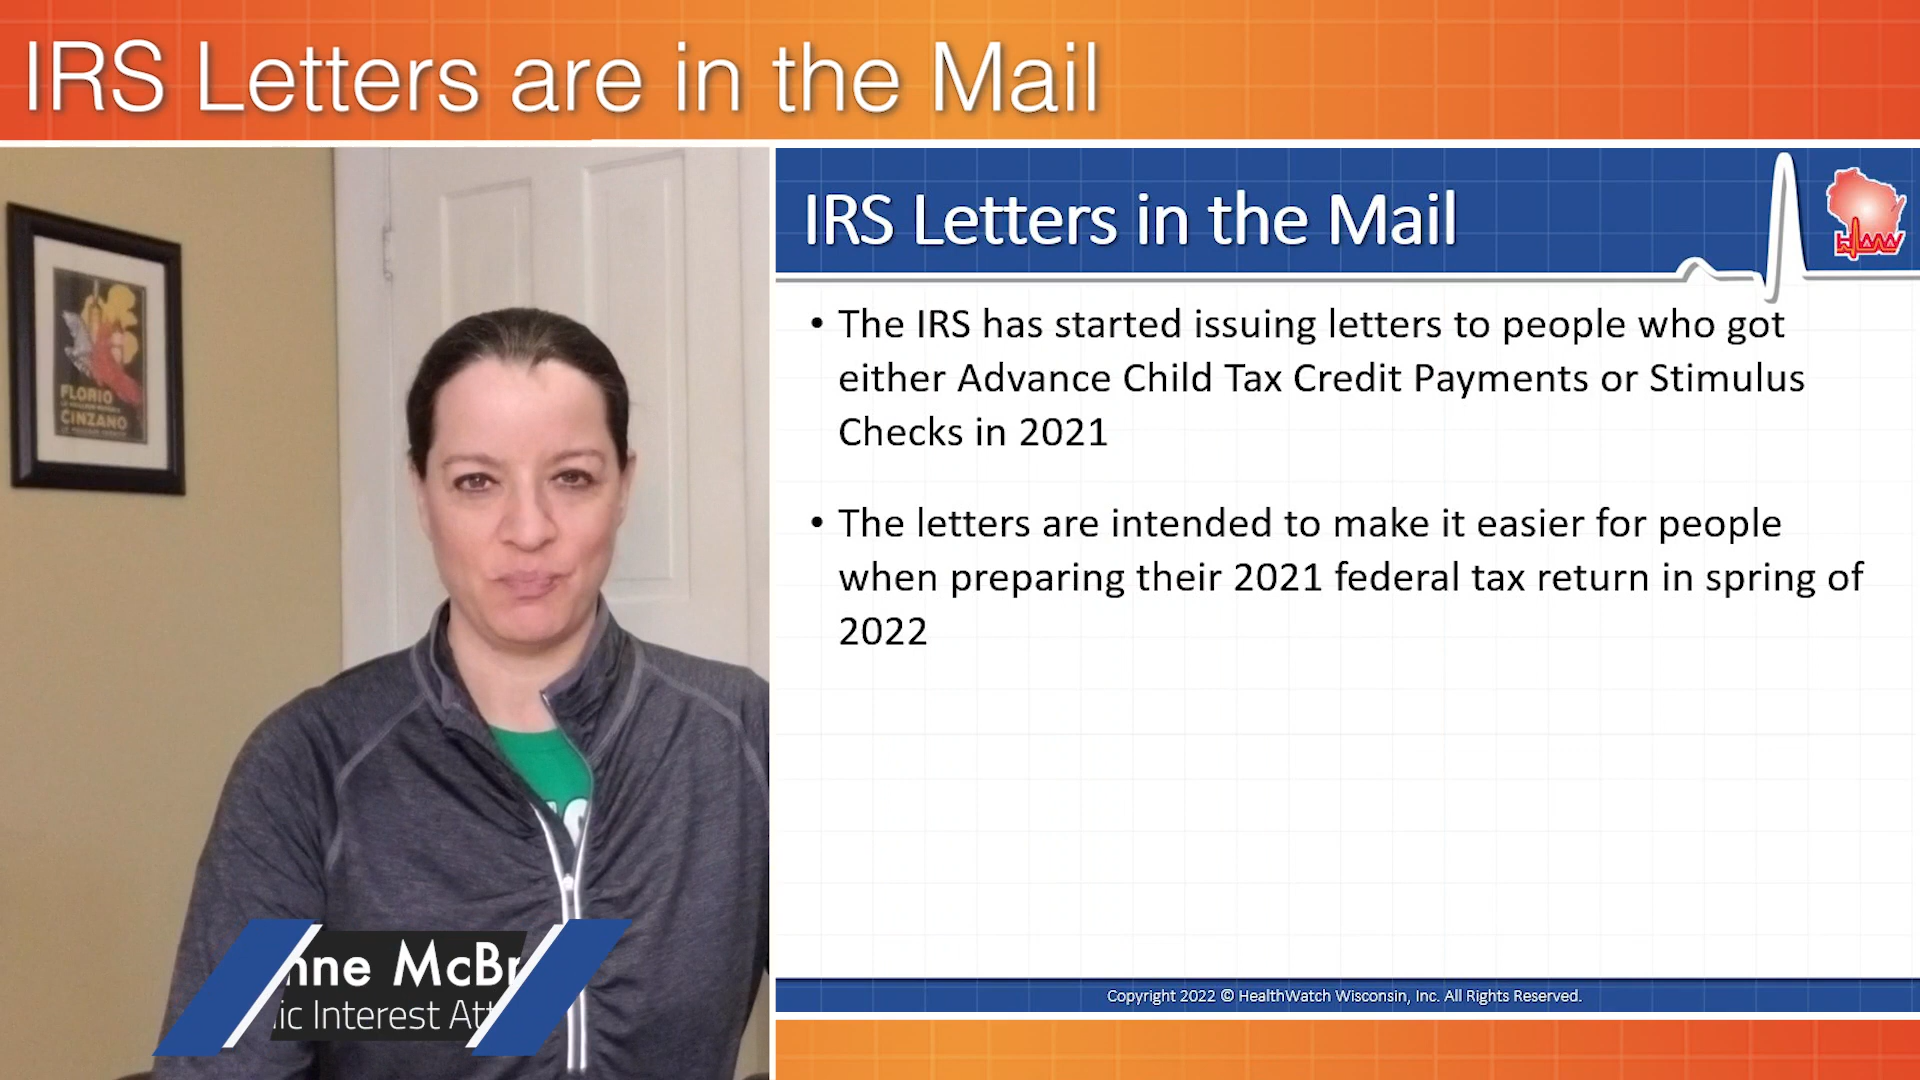 IRS Letters are in the Mail
FLORIO
CINZANO
IRS Letters in the Mail
• The IRS has started issuing letters to people who got
either Advance Child Tax Credit Payments or Stimulus
Checks in 2021
• The letters are intended to make it easier for people
when preparing their 2021 federal tax return in spring of
2022
nne McBr
ic Interest Att
Copyright 2022 © HealthWatch Wisconsin, Inc. All Rights Reserved.